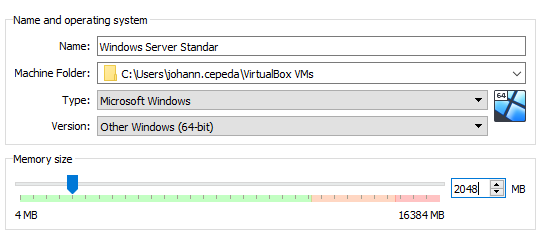 Name and operating system
Name: Windows Server Standar
Machine Folder: C:\Users\johann.cepeda\VirtualBox VMs
Type: Microsoft Windows
64
Version: Other Windows (64-bit)
Memory size
2048 MB
4 MB 16384 MB